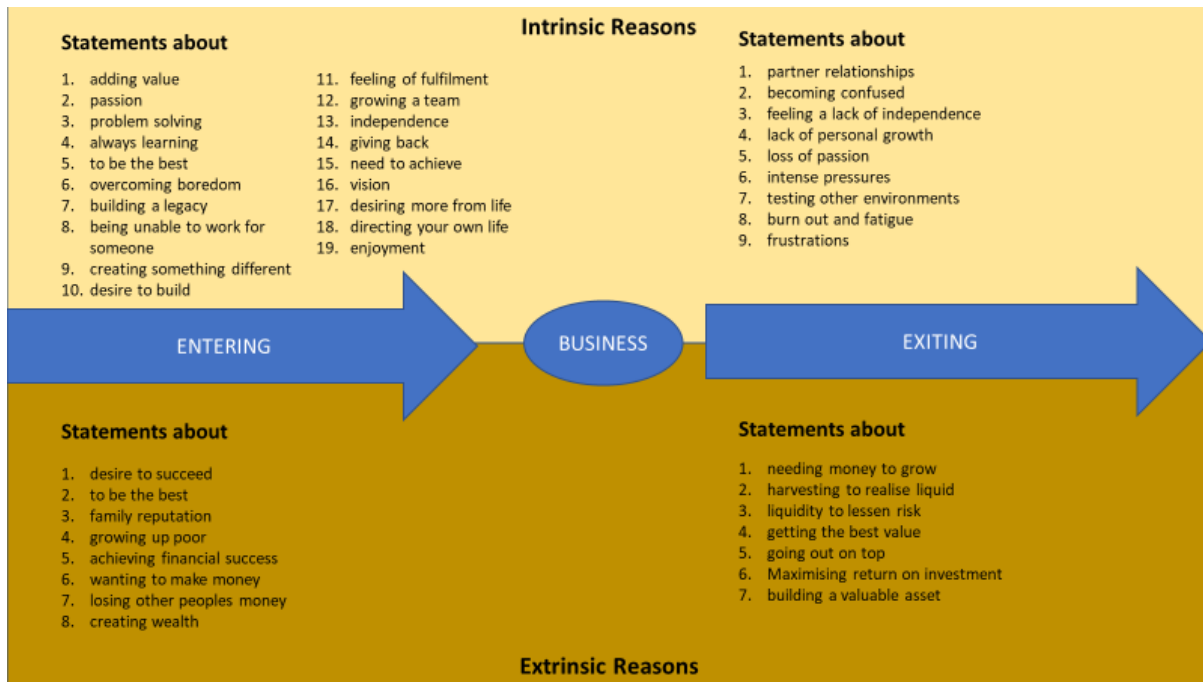 Intrinsic Reasons
Statements about
1. adding value
2. passion
3. problem solving
4. always learning
5. to be the best
6. overcoming boredom
7. building a legacy
8. being unable to work for
someone
9. creating something different
10. desire to build
11. feeling of fulfilment
12. growing a team
13. independence
14. giving back
15. need to achieve
16. vision
17. desiring more from life
18. directing your own life
19. enjoyment
Statements about
1. partner relationships
2. becoming confused
3. feeling a lack of independence
4. lack of personal growth
5. loss of passion
6. intense pressures
7. testing other environments
8. burn out and fatigue
9. frustrations
ENTERING
BUSINESS
EXITING
Statements about
1. desire to succeed
2. to be the best
3. family reputation
4. growing up poor
5. achieving financial success
6. wanting to make money
7. losing other peoples money
8. creating wealth
Statements about
1. needing money to grow
2. harvesting to realise liquid
3. liquidity to lessen risk
4. getting the best value
5. going out on top
6. Maximising return on investment
7. building a valuable asset
Extrinsic Reasons